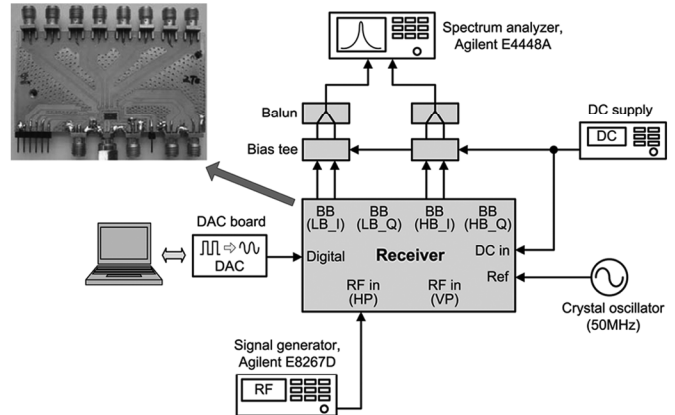 Spectrum analyzer,
Agilent E4448A
Balun
Bias tee
DC supply
DC
BB
(LB_I)
BB
(LB_Q)
BB
(HB_I)
BB
(HB_Q)
DAC board
DAC
Digital
Receiver
DC in
Ref
RF in
(HP)
RF in
(VP)
Crystal oscillator
(50MHz)
Signal generator,
Agilent E8267D
RF